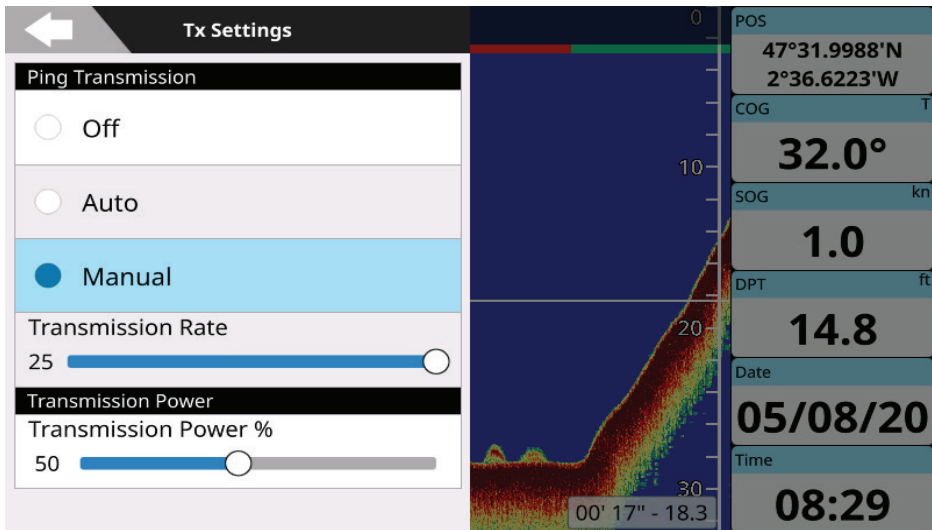 Tx Settings
Ping Transmission
Off
Auto
Manual
Transmission Rate
25
Transmission Power
Transmission Power %
50
0
10
20
30
00' 17" - 18.3
POS
47°31.9988'N
2°36.6223'W
COG T
32.0°
SOG kn
1.0
DPT ft
14.8
Date
05/08/20
Time
08:29